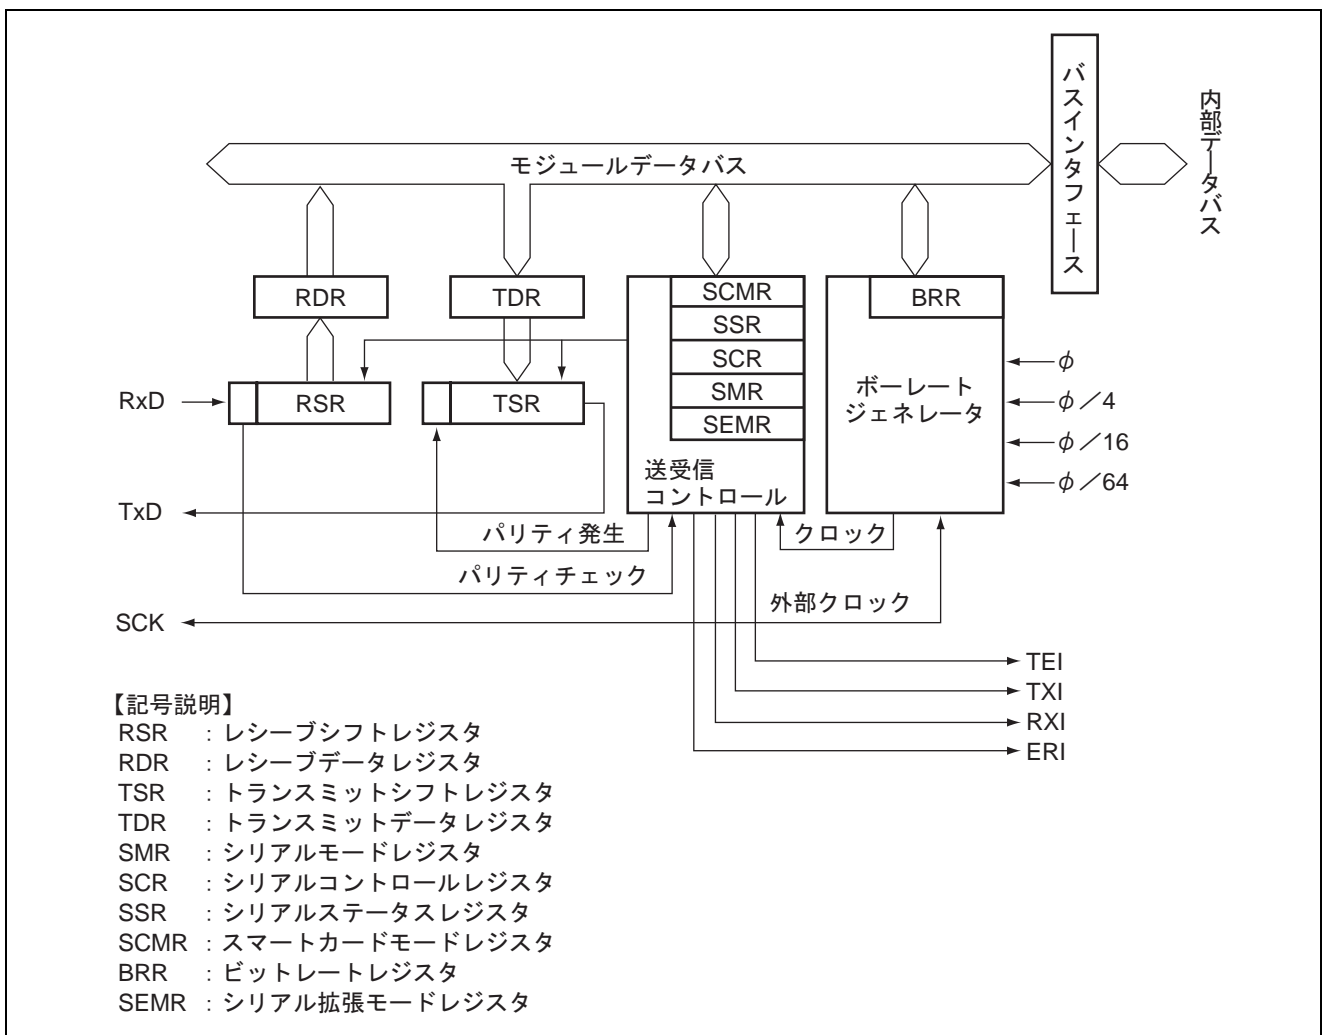 バスインタフェース
内部データバス
モジュールデータバス
RDR
TDR
SCMR
SSR
SCR
SMR
SEMR
送受信
コントロール
BRR
ボーレート
ジェネレータ
φ
φ／4
φ／16
φ／64
RxD
RSR
TSR
TxD
パリティ発生
クロック
パリティチェック
外部クロック
SCK
TEI
TXI
RXI
ERI
【記号説明】
RSR : レシーブシフトレジスタ
RDR : レシーブデータレジスタ
TSR : トランスミットシフトレジスタ
TDR : トランスミットデータレジスタ
SMR : シリアルモードレジスタ
SCR : シリアルコントロールレジスタ
SSR : シリアルステータスレジスタ
SCMR : スマートカードモードレジスタ
BRR : ビットレートレジスタ
SEMR : シリアル拡張モードレジスタ